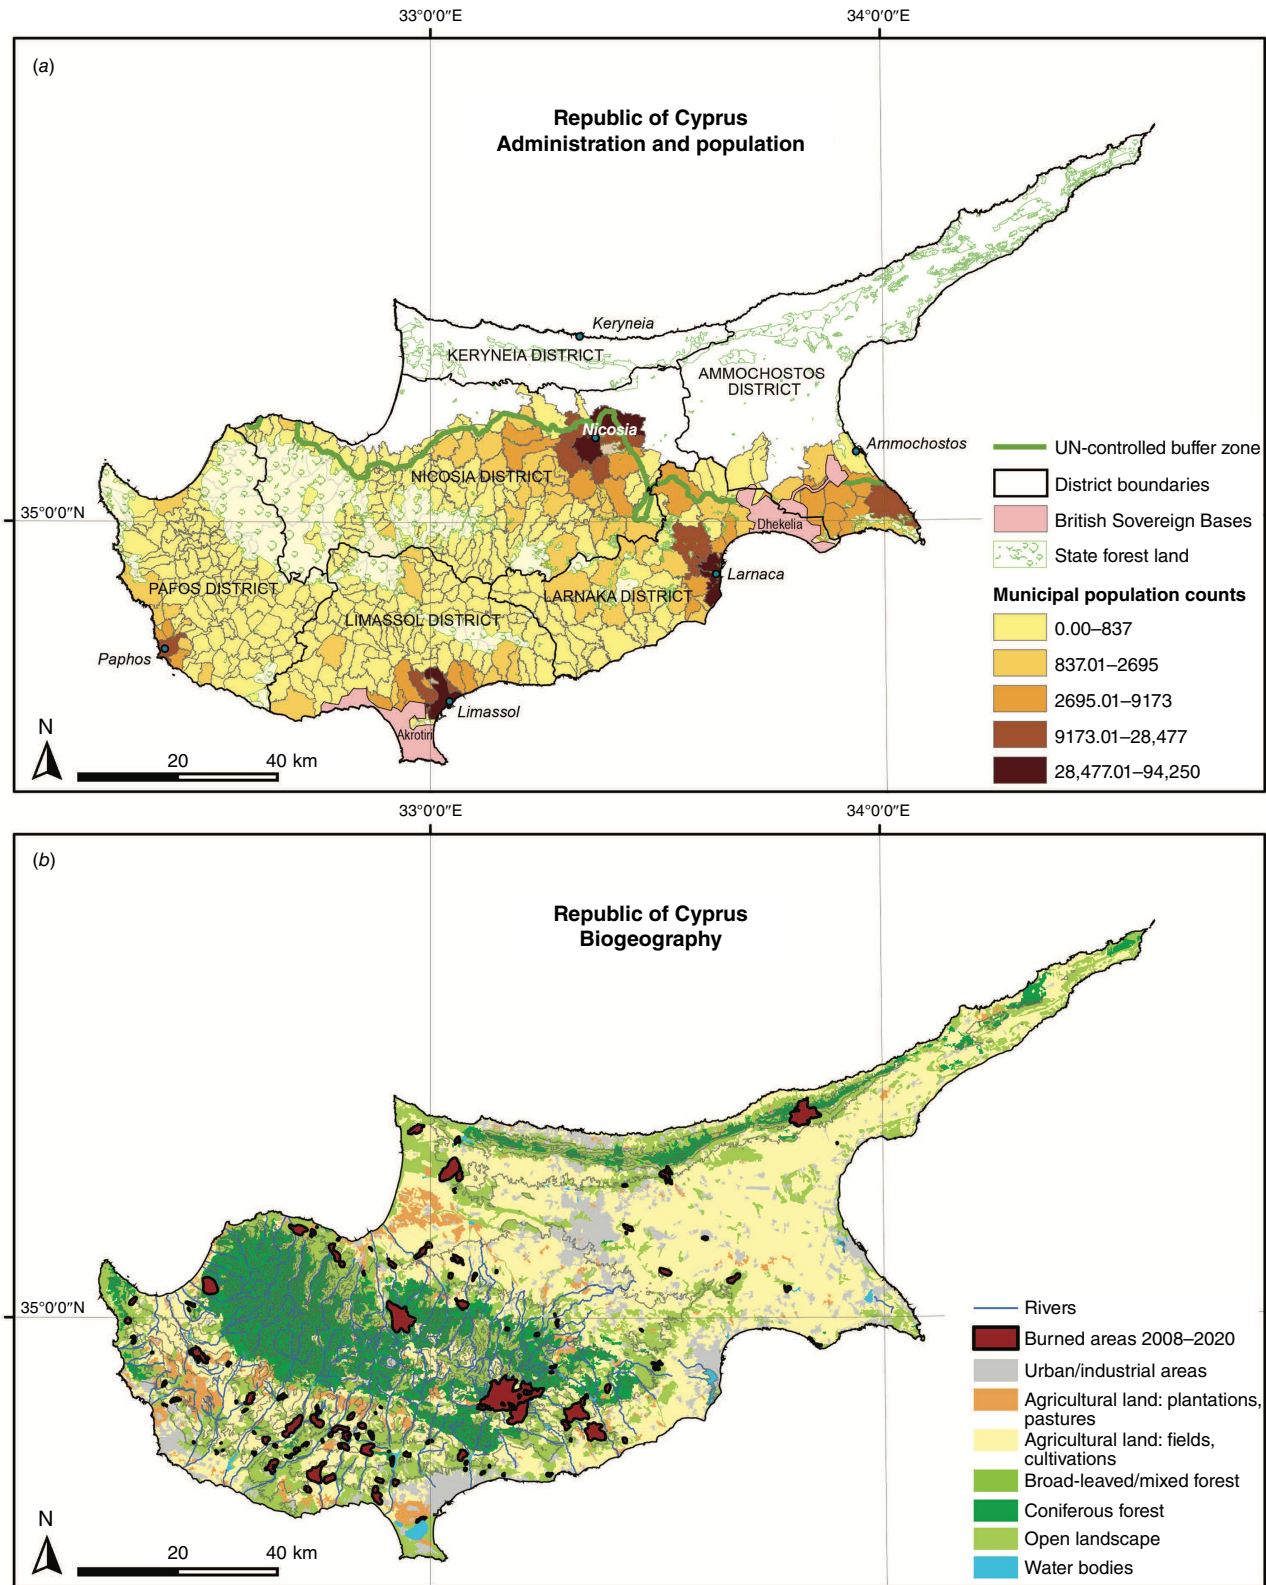 33°0′0″E
34°0′0″E
(a)
Republic of Cyprus
Administration and population
Keryneia
KERYNEIA DISTRICT
AMMOCHOSTOS
DISTRICT
Nicosia
Ammochostos
NICOSIA DISTRICT
35°0′0″N
Dhekelia
Larnaca
PAFOS DISTRICT
LARNAKA DISTRICT
LIMASSOL DISTRICT
Paphos
Limassol
Akrotiri
N
20
40 km
UN-controlled buffer zone
District boundaries
British Sovereign Bases
State forest land
Municipal population counts
0.00–837
837.01–2695
2695.01–9173
9173.01–28,477
28,477.01–94,250
33°0′0″E
34°0′0″E
(b)
Republic of Cyprus
Biogeography
35°0′0″N
N
20
40 km
Rivers
Burned areas 2008–2020
Urban/industrial areas
Agricultural land: plantations,
pastures
Agricultural land: fields,
cultivations
Broad-leaved/mixed forest
Coniferous forest
Open landscape
Water bodies